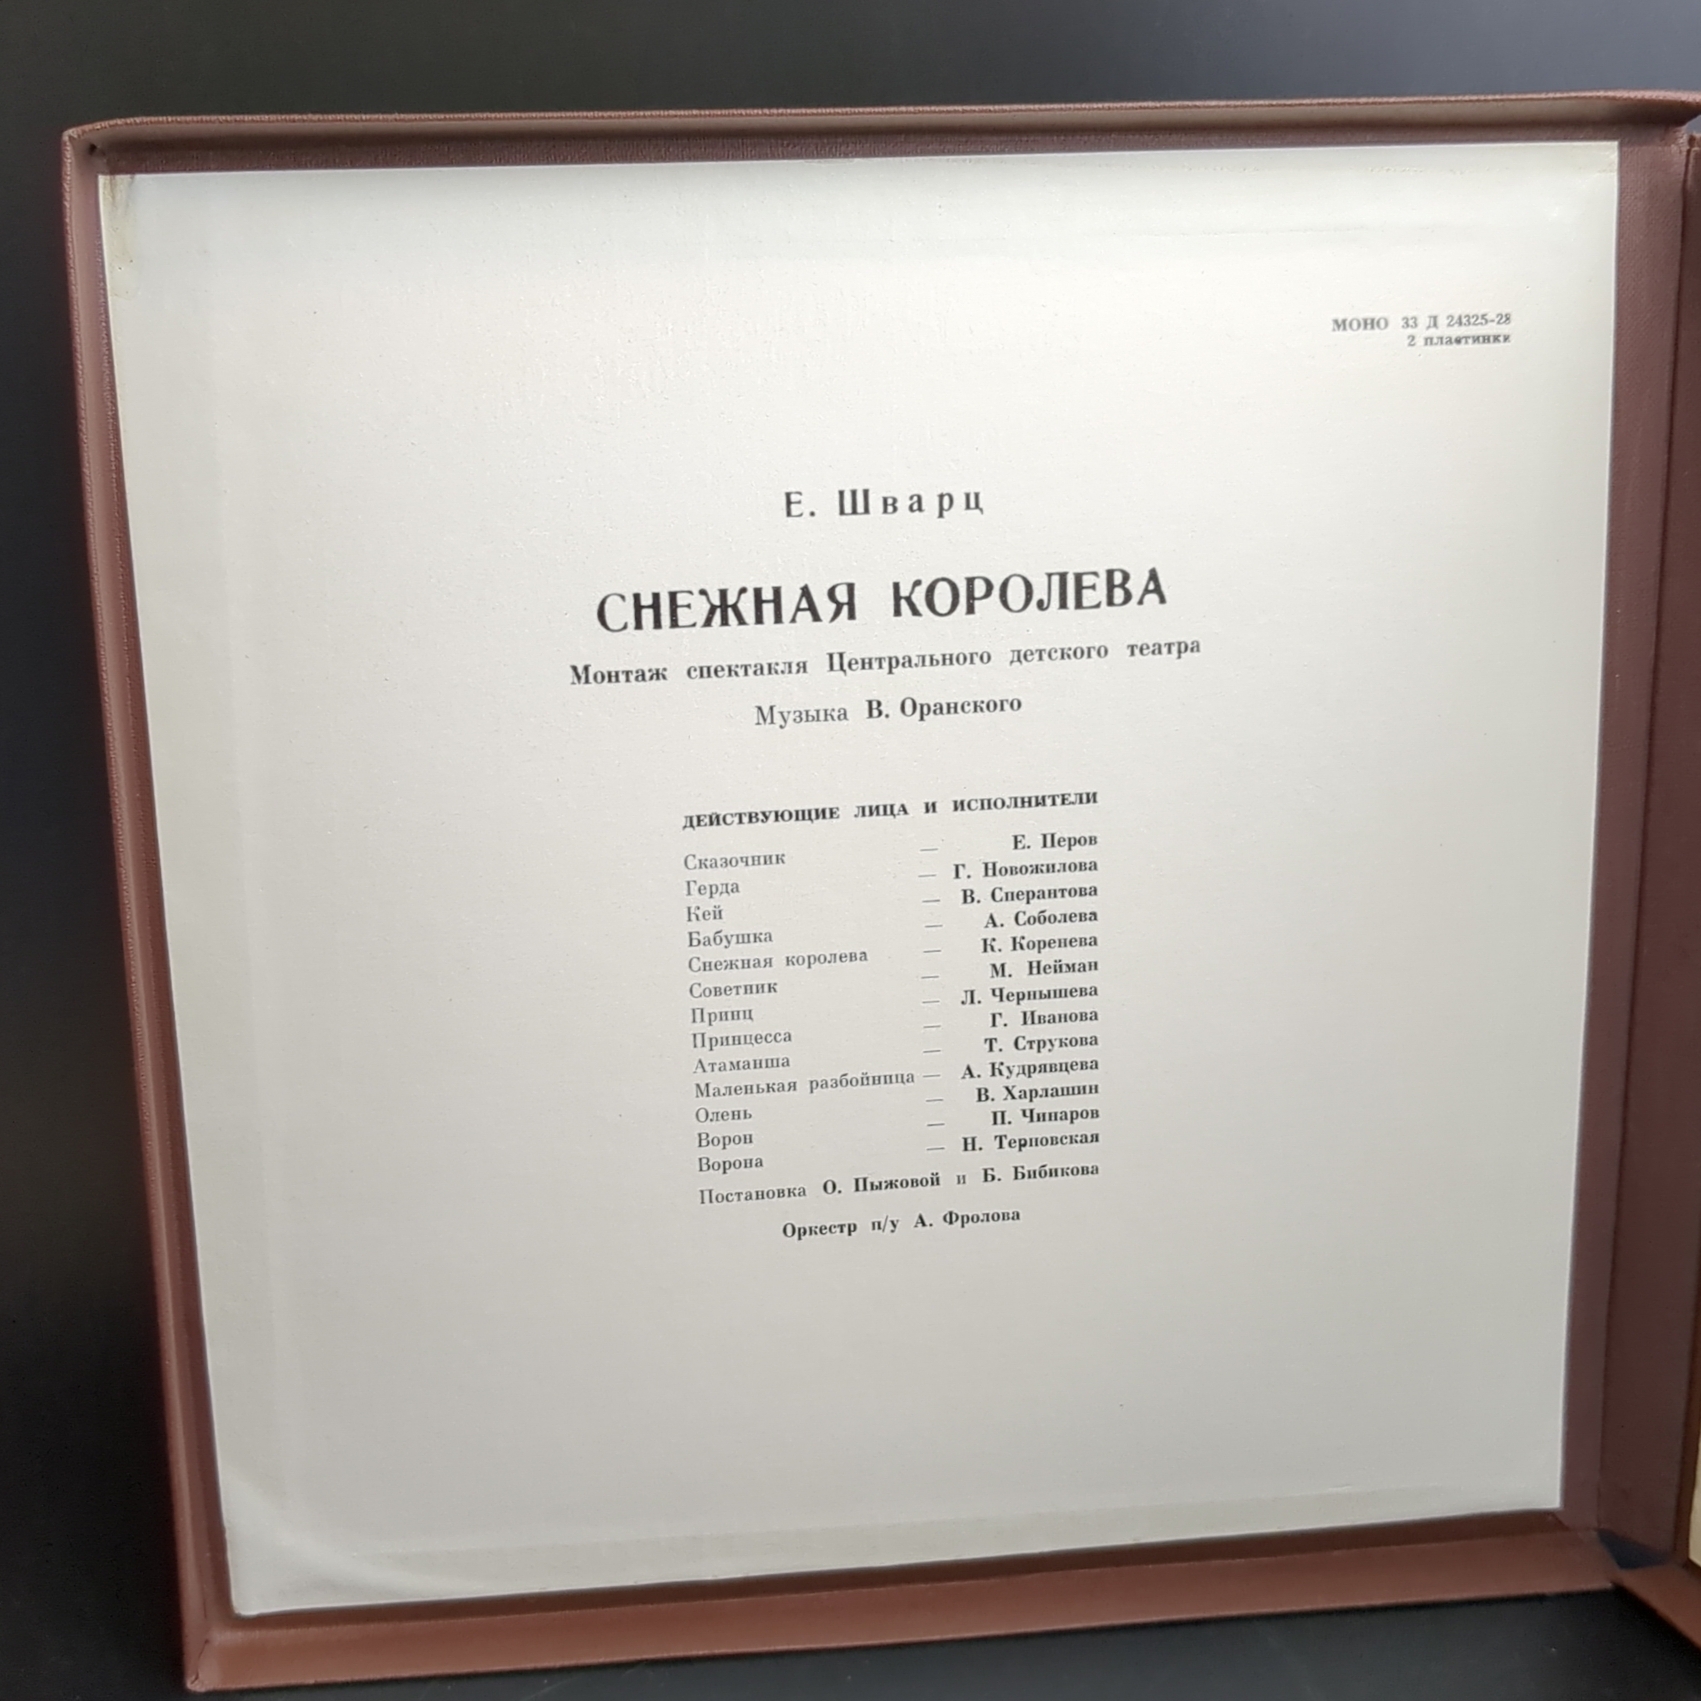 МОНО 33 Д 24325-28
2 пластинки
Е. Шварц
СНЕЖНАЯ КОРОЛЕВА
Монтаж спектакля Центрального детского театра
Музыка В. Оранского
ДЕЙСТВУЮЩИЕ ЛИЦА И ИСПОЛНИТЕЛИ
Сказочник — Е. Перов
Герда — Г. Новожилова
Кей — В. Сперантова
Бабушка — А. Соболева
Снежная королева — К. Коренева
Советник — М. Нейман
Принц — Л. Чернышева
Принцесса — Г. Иванова
Атаманша — Т. Струкова
Маленькая разбойница — А. Кудрявцева
Олень — В. Харлашин
Ворон — П. Чинаров
Ворона — Н. Терновская
Постановка О. Пыжовой и Б. Бибикова
Оркестр п/у А. Фролова